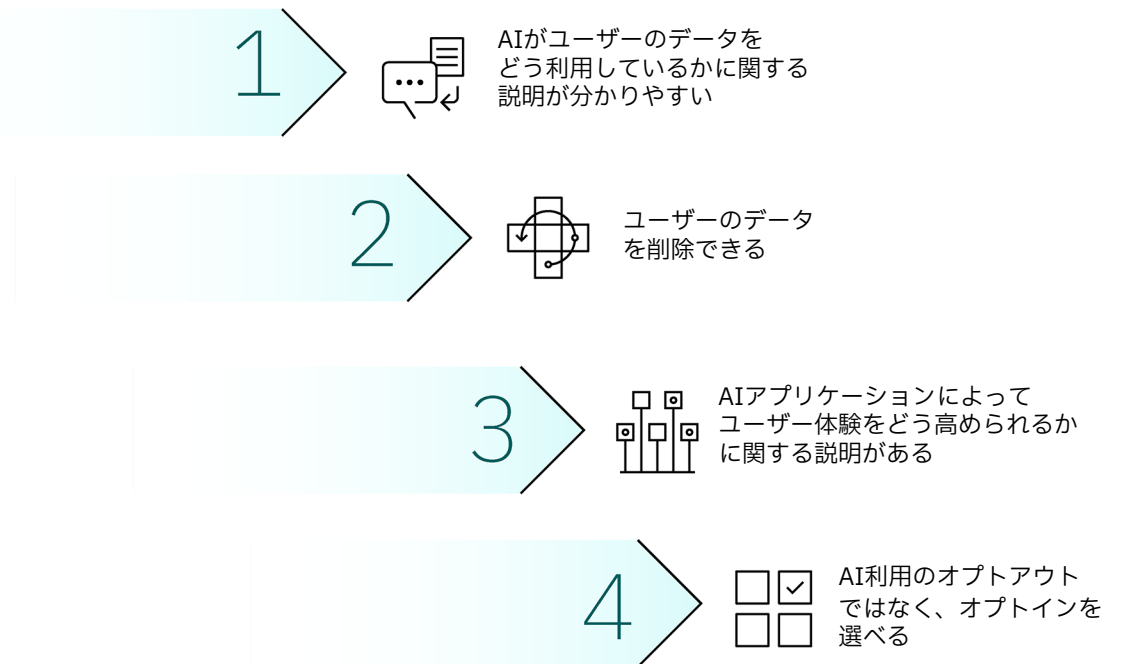 1
AIがユーザーのデータを
どう利用しているかに関する
説明が分かりやすい
2
ユーザーのデータ
を削除できる
3
AIアプリケーションによって
ユーザー体験をどう高められるか
に関する説明がある
4
AI利用のオプトアウト
ではなく、オプトインを
選べる